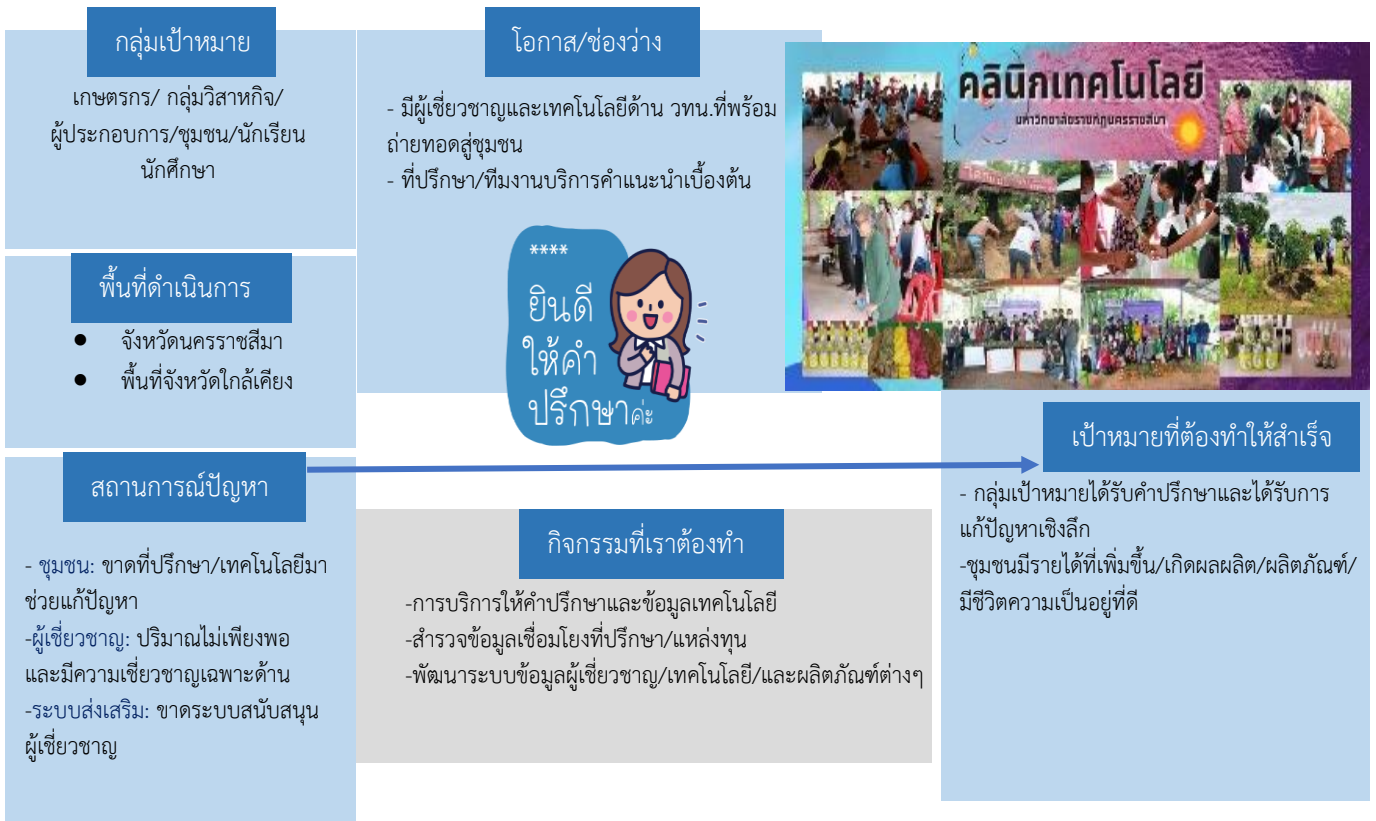 กลุ่มเป้าหมาย
เกษตรกร/ กลุ่มวิสาหกิจ/
ผู้ประกอบการ/ชุมชน/นักเรียน
นักศึกษา
โอกาส/ช่องว่าง
- มีผู้เชี่ยวชาญและเทคโนโลยีด้าน วทน.ที่พร้อม
ถ่ายทอดสู่ชุมชน
- ที่ปรึกษา/ทีมงานบริการคำแนะนำเบื้องต้น
****
ยินดี
ให้คำ
ปรึกษาค่ะ
คลินิกเทคโนโลยี
มหาวิทยาลัยราชภัฏนครราชสีมา
พื้นที่ดำเนินการ
● จังหวัดนครราชสีมา
● พื้นที่จังหวัดใกล้เคียง
สถานการณ์ปัญหา
- ชุมชน: ขาดที่ปรึกษา/เทคโนโลยีมา
ช่วยแก้ปัญหา
-ผู้เชี่ยวชาญ: ปริมาณไม่เพียงพอ
และมีความเชี่ยวชาญเฉพาะด้าน
-ระบบส่งเสริม: ขาดระบบสนับสนุน
ผู้เชี่ยวชาญ
กิจกรรมที่เราต้องทำ
-การบริการให้คำปรึกษาและข้อมูลเทคโนโลยี
-สำรวจข้อมูลเชื่อมโยงที่ปรึกษา/แหล่งทุน
-พัฒนาระบบข้อมูลผู้เชี่ยวชาญ/เทคโนโลยี/และผลิตภัณฑ์ต่างๆ
เป้าหมายที่ต้องทำให้สำเร็จ
- กลุ่มเป้าหมายได้รับคำปรึกษาและได้รับการ
แก้ปัญหาเชิงลึก
-ชุมชนมีรายได้ที่เพิ่มขึ้น/เกิดผลผลิต/ผลิตภัณฑ์/
มีชีวิตความเป็นอยู่ที่ดี